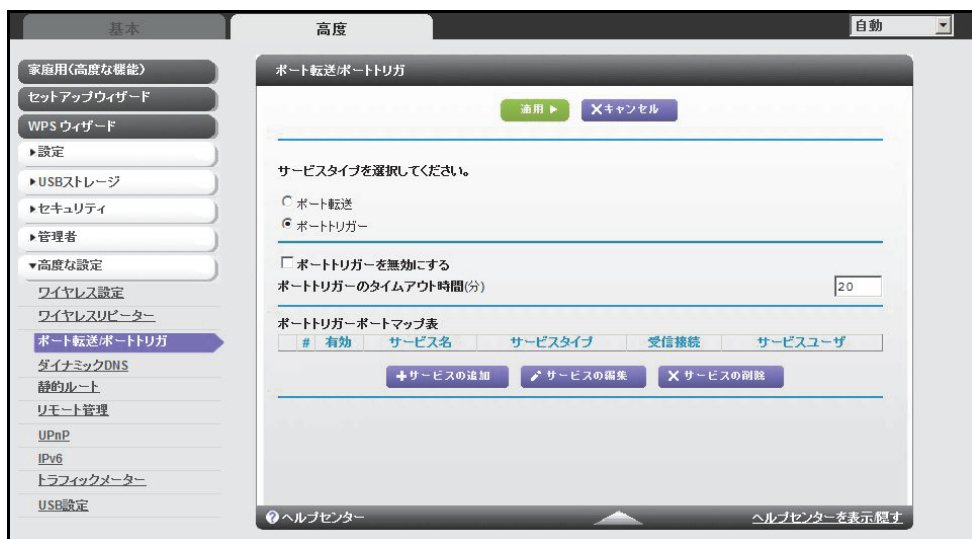 基本
高度
自動
家庭用(高度な機能)
セットアップウィザード
WPS ウィザード
▶設定
▶USBストレージ
▶セキュリティ
▶管理者
▼高度な設定
ワイヤレス設定
ワイヤレスリピーター
ポート転送/ポートトリガ
ダイナミックDNS
静的ルート
リモート管理
UPnP
IPv6
トラフィックメーター
USB設定
ポート転送/ポートトリガ
適用 ▶
Xキャンセル
サービスタイプを選択してください。
ポート転送
ポートトリガー
ポートトリガーを無効にする
ポートトリガーのタイムアウト時間(分)
20
ポートトリガーポートマップ表
# 有効 サービス名 サービスタイプ 受信接続 サービスユーザ
+サービスの追加
サービスの編集
X サービスの削除
?ヘルプセンター
ヘルプセンターを表示/隠す